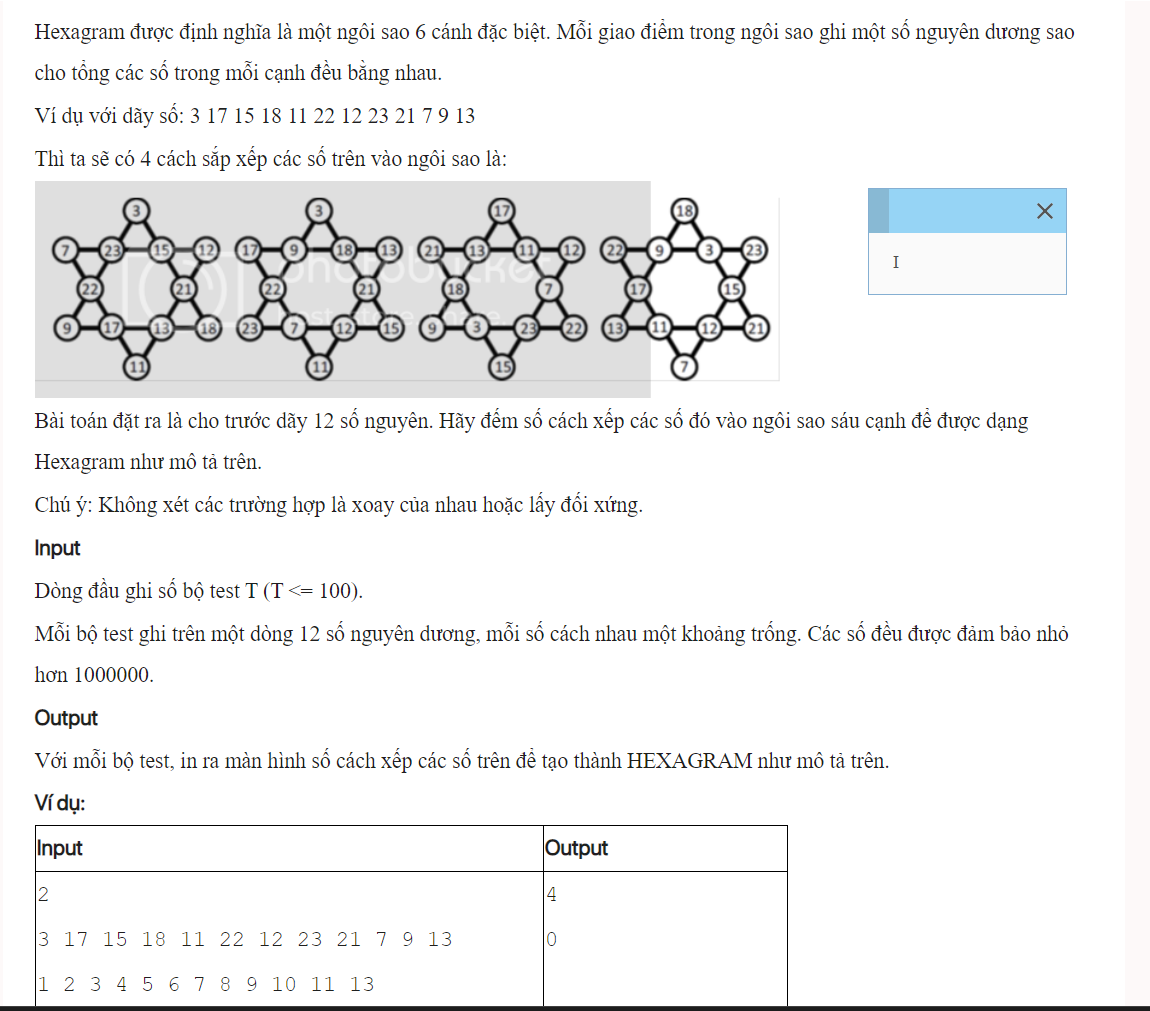 Hexagram được định nghĩa là một ngôi sao 6 cánh đặc biệt. Mỗi giao điểm trong ngôi sao ghi một số nguyên dương sao
cho tổng các số trong mỗi cạnh đều bằng nhau.
Ví dụ với dãy số: 3 17 15 18 11 22 12 23 21 7 9 13
Thì ta sẽ có 4 cách sắp xếp các số trên vào ngôi sao là:
3 3 17 18
7 23 15 12 17 9 18 13 21 13 11 12 22 9 3 23
22 21 22 21 18 7 17 15
9 17 13 18 23 7 12 15 9 3 23 22 13 11 12 21
11 11 15 7
Bài toán đặt ra là cho trước dãy 12 số nguyên. Hãy đếm số cách xếp các số đó vào ngôi sao sáu cạnh để được dạng
Hexagram như mô tả trên.
Chú ý: Không xét các trường hợp là xoay của nhau hoặc lấy đối xứng.
Input
Dòng đầu ghi số bộ test T (T <= 100).
Mỗi bộ test ghi trên một dòng 12 số nguyên dương, mỗi số cách nhau một khoảng trống. Các số đều được đảm bảo nhỏ
hơn 1000000.
Output
Với mỗi bộ test, in ra màn hình số cách xếp các số trên để tạo thành HEXAGRAM như mô tả trên.
Ví dụ:
Input Output
2 4
3 17 15 18 11 22 12 23 21 7 9 13 0
1 2 3 4 5 6 7 8 9 10 11 13